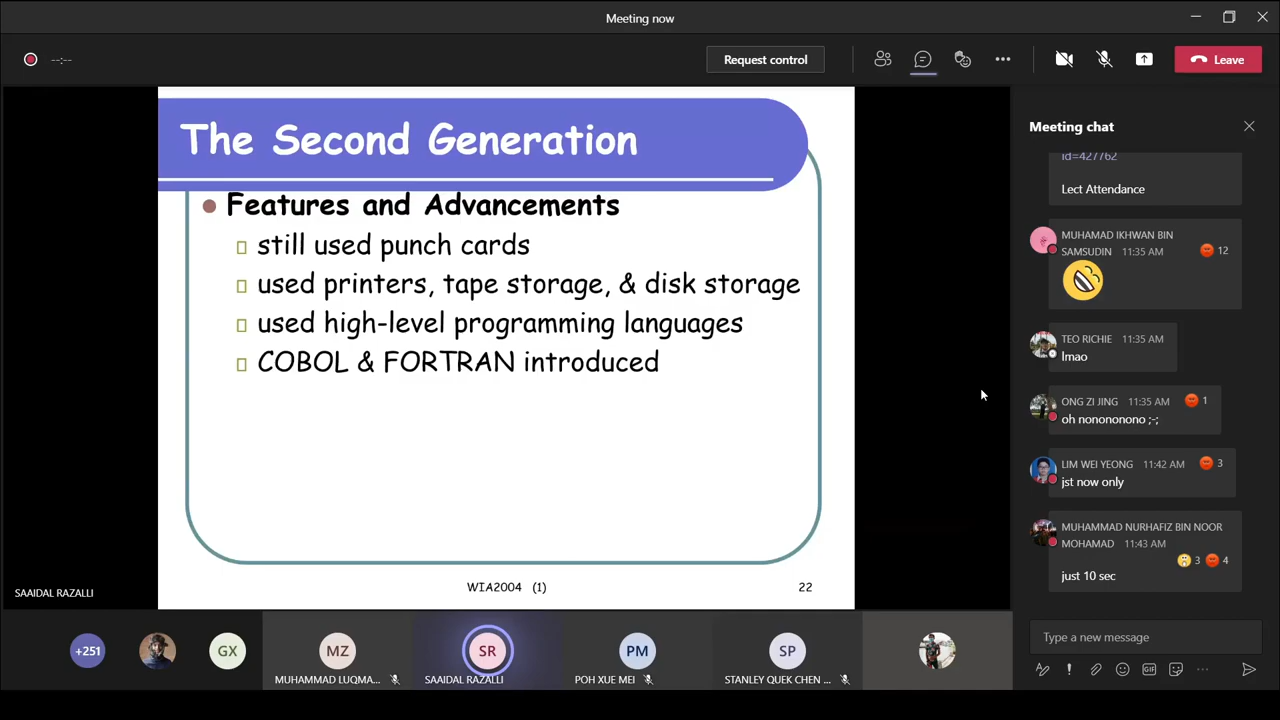 Meeting now
--:--
Request control
Leave
The Second Generation
Features and Advancements
still used punch cards
used printers, tape storage, & disk storage
used high-level programming languages
COBOL & FORTRAN introduced
WIA2004 (1)
22
SAAIDAL RAZALLI
+251
GX
MZ
MUHAMMAD LUQMA...
SR
SAAIDAL RAZALLI
PM
POH XUE MEI
SP
STANLEY QUEK CHEN ...
Meeting chat
id=427762
Lect Attendance
MUHAMAD IKHWAN BIN
SAMSUDIN 11:35 AM
12
TEO RICHIE 11:35 AM
lmao
ONG ZI JING 11:35 AM
1
oh nonononono ;-;
LIM WEI YEONG 11:42 AM
3
jst now only
MUHAMMAD NURHAFIZ BIN NOOR
MOHAMAD 11:43 AM
3 4
just 10 sec
Type a new message
GIF